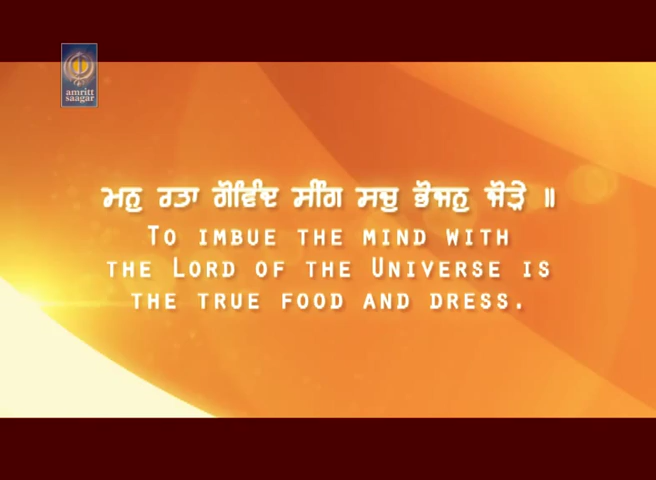 amritt
saagar
ਮਨੁ ਰਤਾ ਗੋਵਿੰਦ ਸੰਗਿ ਸਚੁ ਭੋਜਨੁ ਜੋੜੇ ॥
TO IMBUE THE MIND WITH
THE LORD OF THE UNIVERSE IS
THE TRUE FOOD AND DRESS.